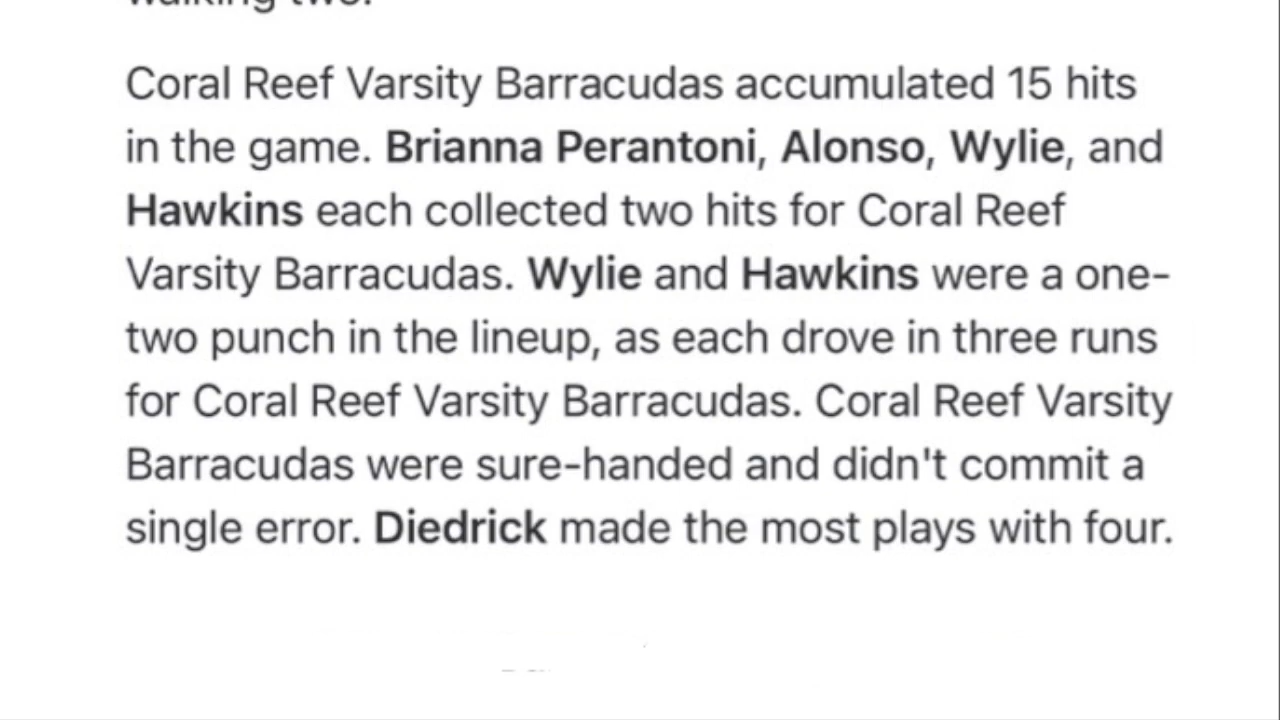 walking two.
Coral Reef Varsity Barracudas accumulated 15 hits
in the game. Brianna Perantoni, Alonso, Wylie, and
Hawkins each collected two hits for Coral Reef
Varsity Barracudas. Wylie and Hawkins were a one-
two punch in the lineup, as each drove in three runs
for Coral Reef Varsity Barracudas. Coral Reef Varsity
Barracudas were sure-handed and didn't commit a
single error. Diedrick made the most plays with four.